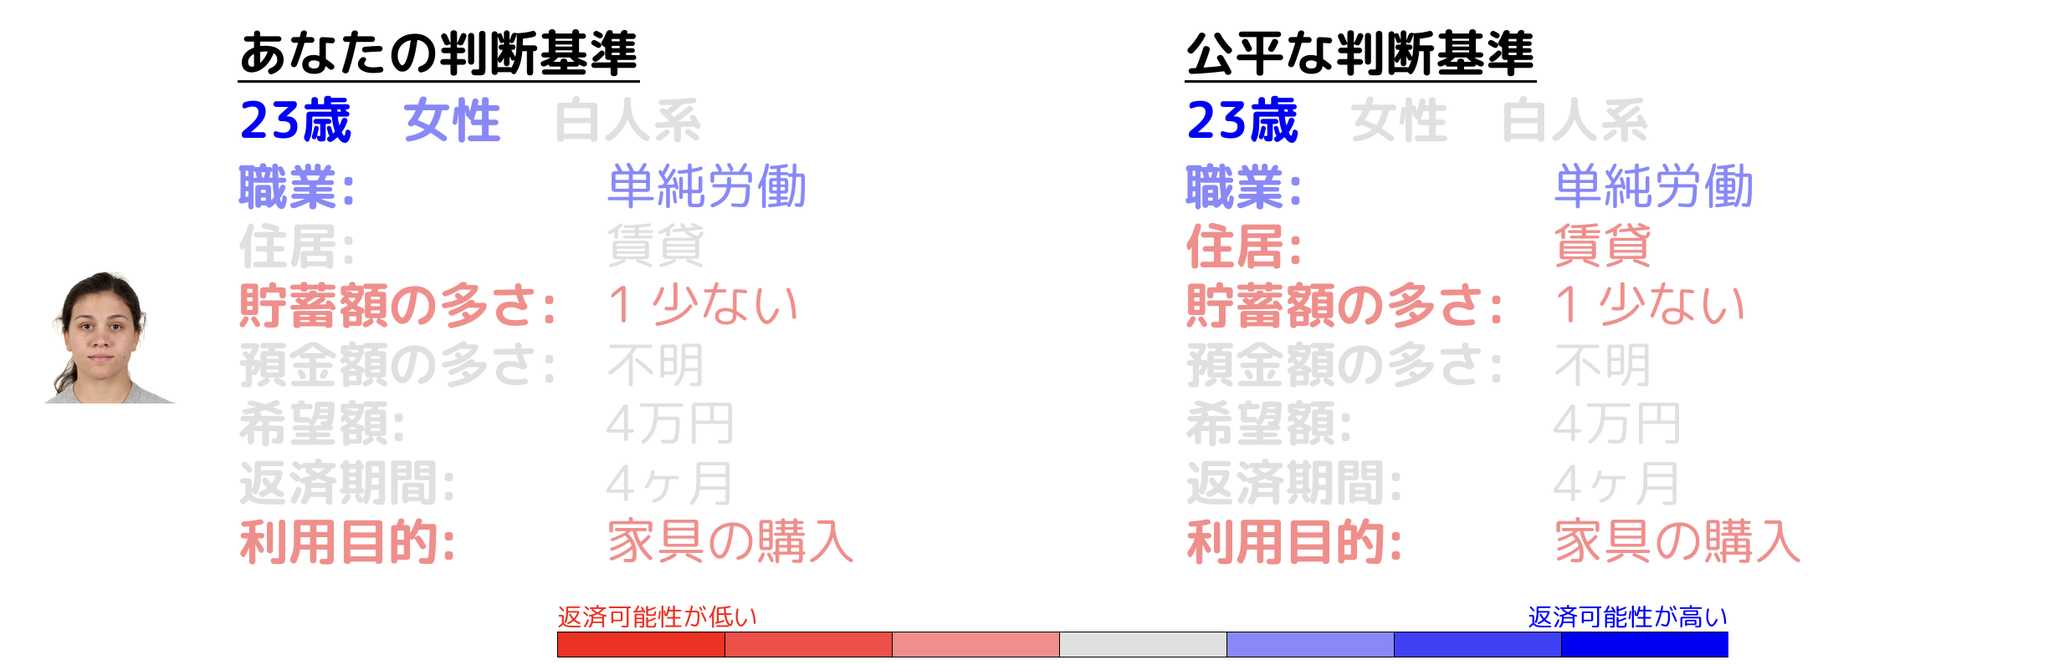 あなたの判断基準
23歳 女性 白人系
職業: 単純労働
住居: 賃貸
貯蓄額の多さ: 1 少ない
預金額の多さ: 不明
希望額: 4万円
返済期間: 4ヶ月
利用目的: 家具の購入
公平な判断基準
23歳 女性 白人系
職業: 単純労働
住居: 賃貸
貯蓄額の多さ: 1 少ない
預金額の多さ: 不明
希望額: 4万円
返済期間: 4ヶ月
利用目的: 家具の購入
返済可能性が低い
返済可能性が高い